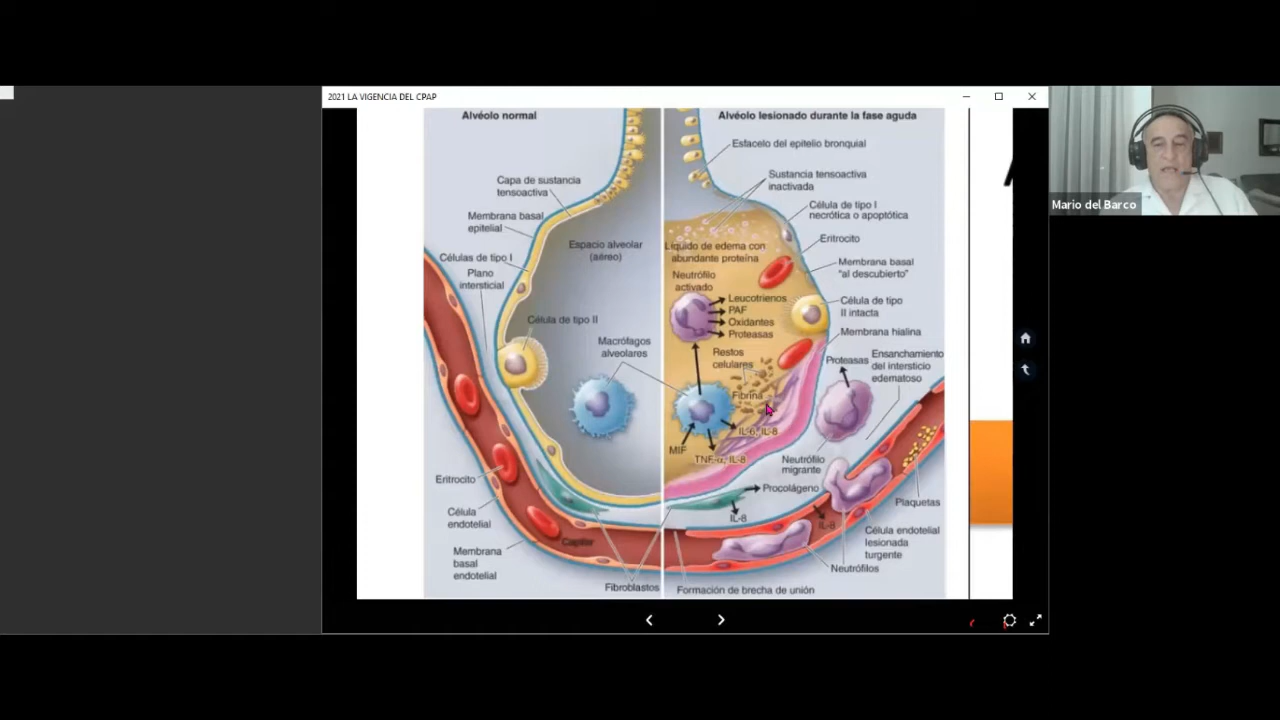 2021 LA VIGENCIA DEL CPAP
Mario del Barco
Alvéolo normal
Capa de sustancia
tensoactiva
Membrana basal
epitelial
Células de tipo I
Plano
intersticial
Espacio alveolar
(aéreo)
Célula de tipo II
Macrófagos
alveolares
Eritrocito
Célula
endotelial
Membrana
basal
endotelial
Capilar
Fibroblastos
Alvéolo lesionado durante la fase aguda
Esfacelo del epitelio bronquial
Sustancia tensoactiva
inactivada
Célula de tipo I
necrótica o apoptótica
Eritrocito
Líquido de edema con
abundante proteína
Membrana basal
"al descubierto"
Neutrófilo
activado
Leucotrienos
PAF
Oxidantes
Proteasas
Célula de tipo
II intacta
Membrana hialina
Restos
celulares
Proteasas
Ensanchamiento
del intersticio
edematoso
Fibrina
IL-6, IL-8
MIF
TNF-α, IL-8
Neutrófilo
migrante
Procolágeno
IL-8
IL-8
Plaquetas
Célula endotelial
lesionada
turgente
Neutrófilos
Formación de brecha de unión